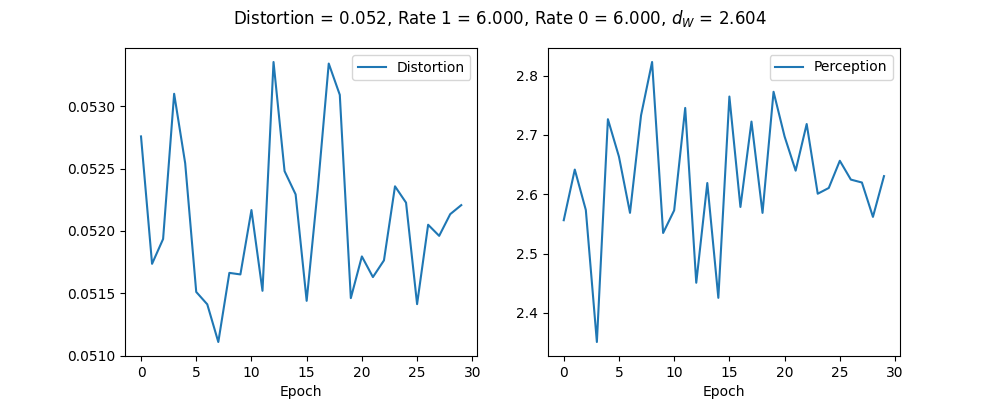 Distortion = 0.052, Rate 1 = 6.000, Rate 0 = 6.000, d_W = 2.604
Distortion
0.0530
0.0525
0.0520
0.0515
0.0510
0 5 10 15 20 25 30
Epoch
Perception
2.8
2.7
2.6
2.5
2.4
0 5 10 15 20 25 30
Epoch